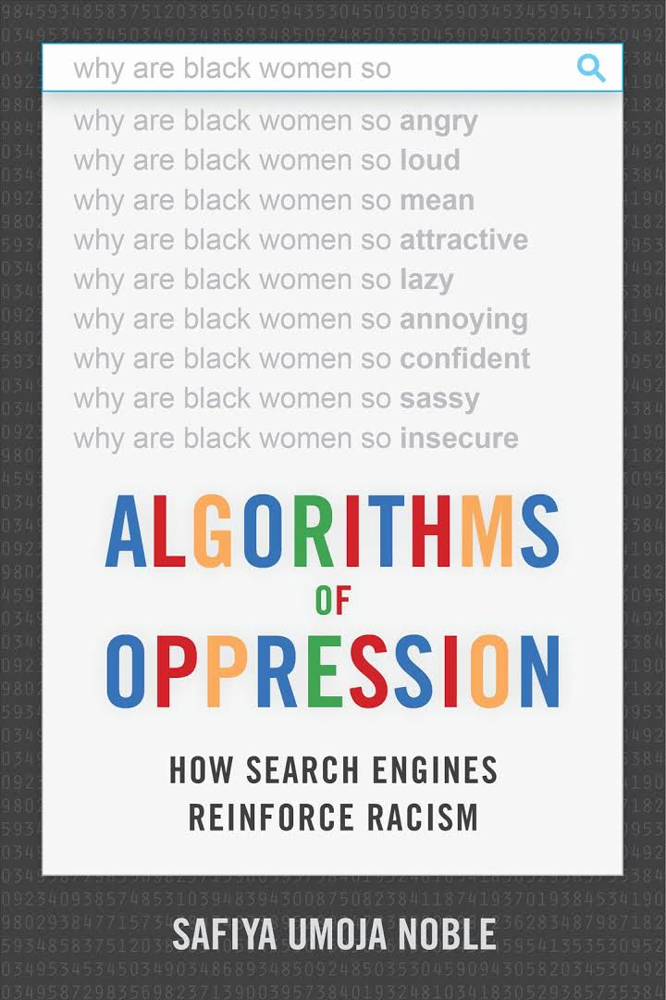 why are black women so
why are black women so angry
why are black women so loud
why are black women so mean
why are black women so attractive
why are black women so lazy
why are black women so annoying
why are black women so confident
why are black women so sassy
why are black women so insecure
ALGORITHMS
OF
OPPRESSION
HOW SEARCH ENGINES
REINFORCE RACISM
SAFIYA UMOJA NOBLE